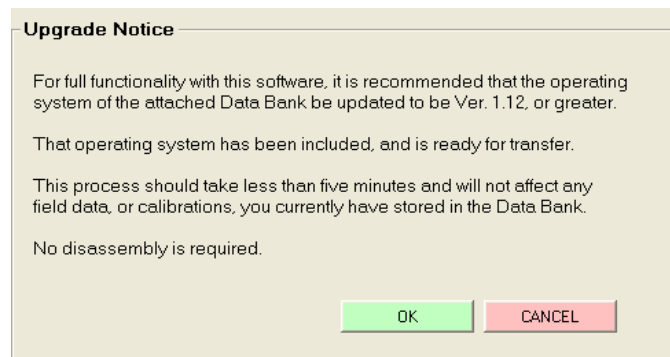 Upgrade Notice
For full functionality with this software, it is recommended that the operating
system of the attached Data Bank be updated to be Ver. 1.12, or greater.
That operating system has been included, and is ready for transfer.
This process should take less than five minutes and will not affect any
field data, or calibrations, you currently have stored in the Data Bank.
No disassembly is required.
OK CANCEL